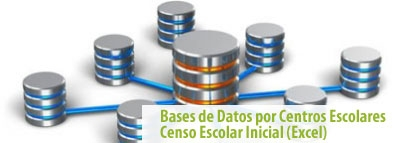 Bases de Datos por Centros Escolares
Censo Escolar Inicial (Excel)